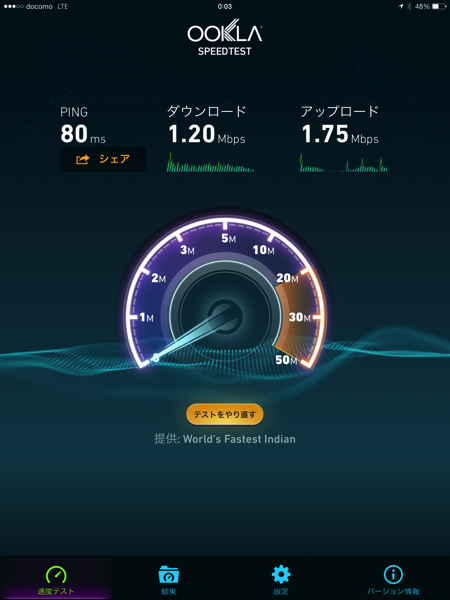 docomo LTE 0:03 48%
OOKLA
SPEEDTEST
PING ダウンロード アップロード
80 ms 1.20 Mbps 1.75 Mbps
シェア
5M
3M 10M
2M 20M
1M 30M
0 50M
テストをやり直す
提供: World's Fastest Indian
速度テスト 結果 設定 バージョン情報